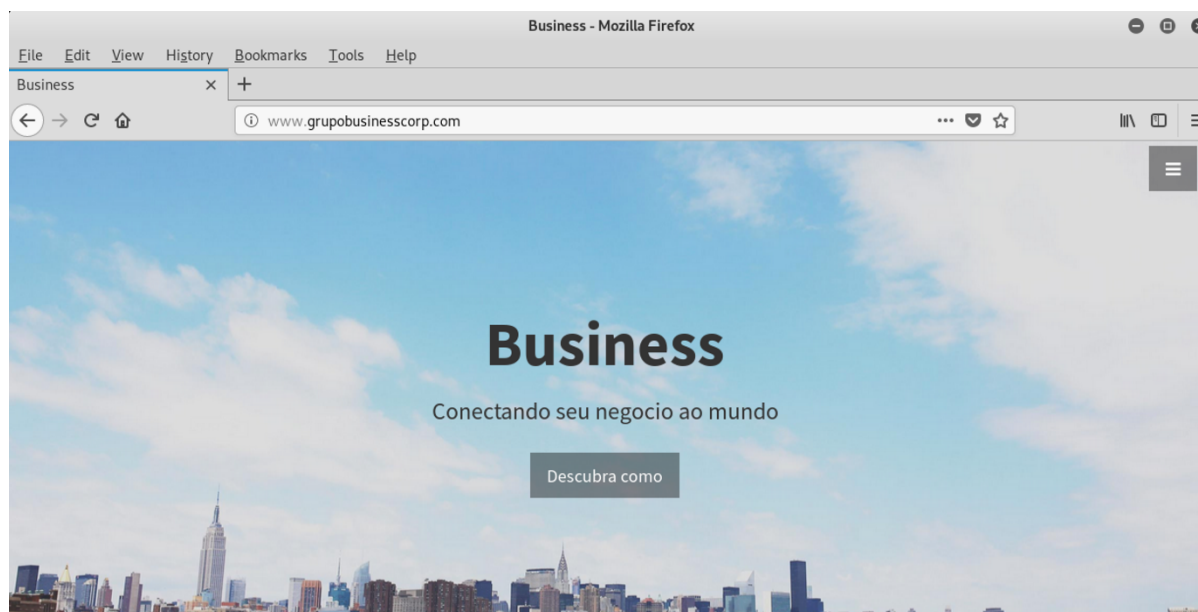 Business - Mozilla Firefox
File Edit View History Bookmarks Tools Help
Business
www.grupobusinesscorp.com
Business
Conectando seu negocio ao mundo
Descubra como